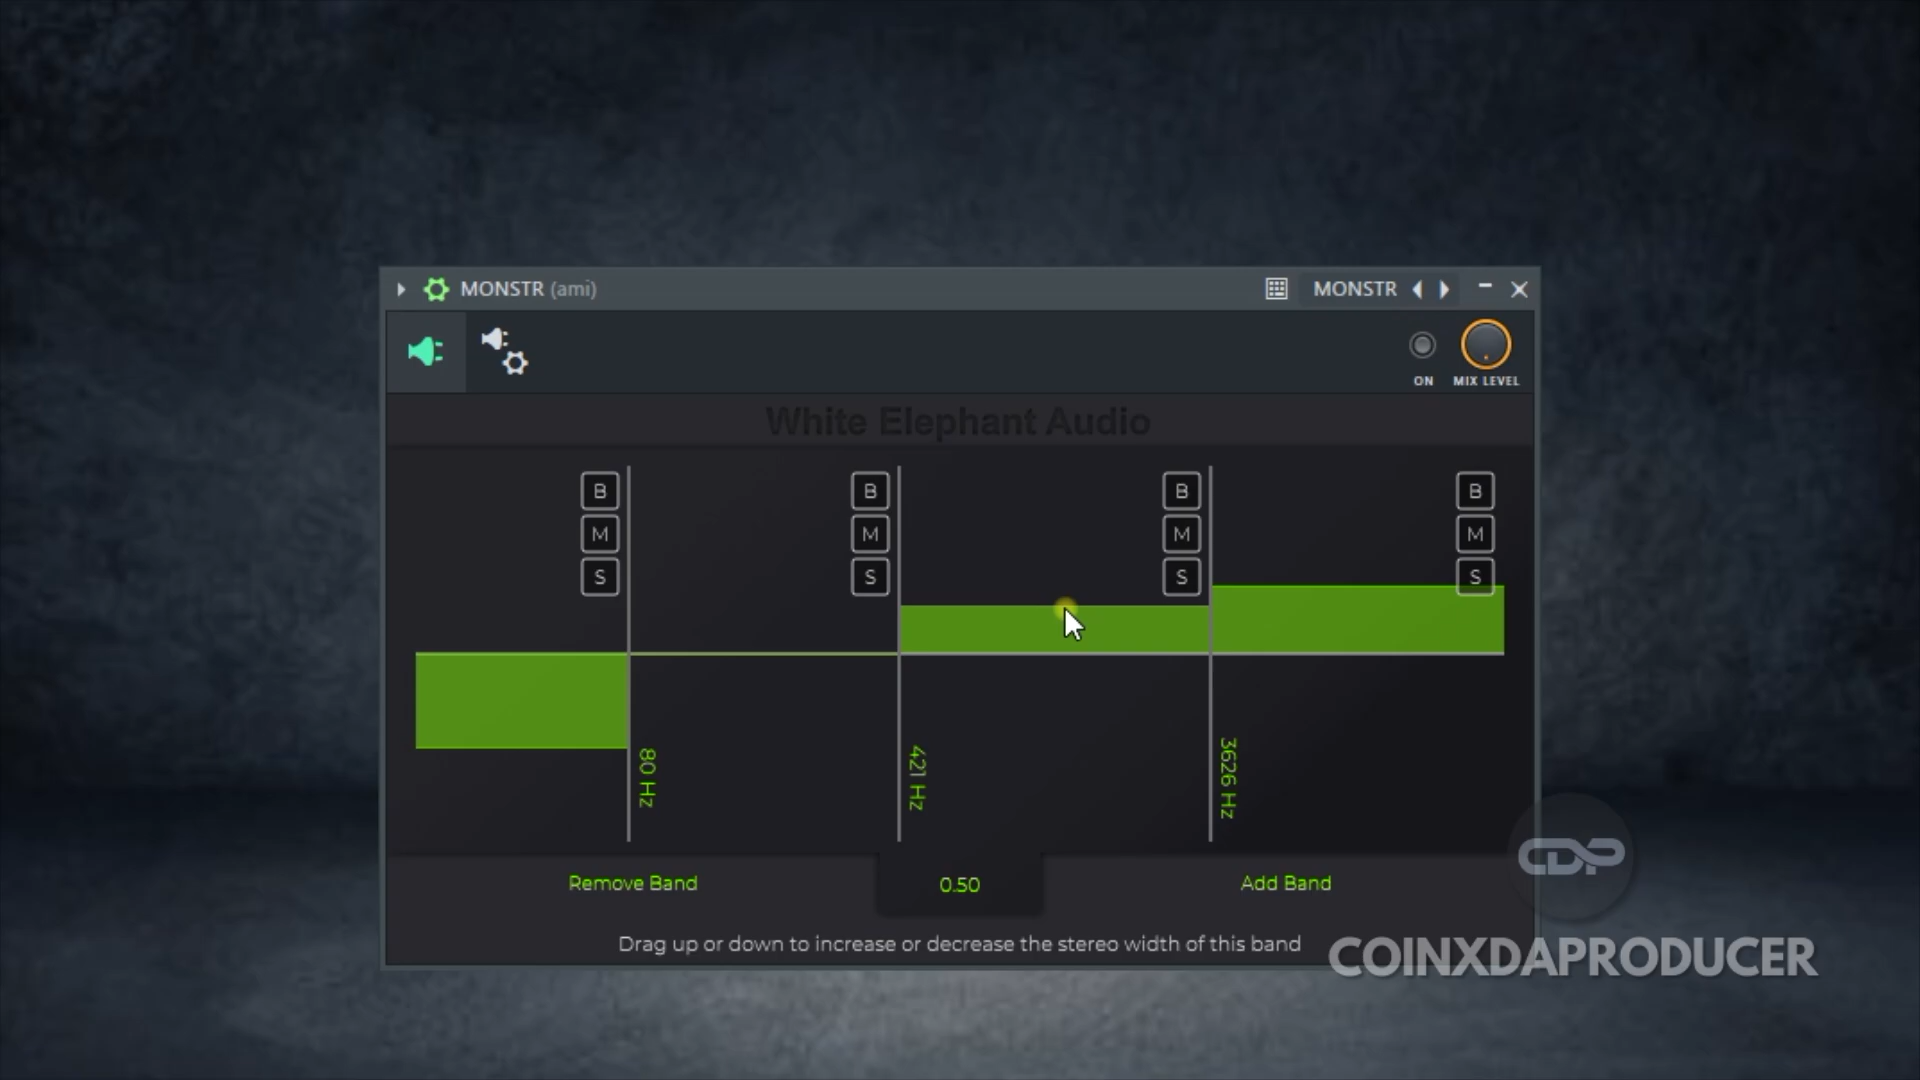 MONSTR (ami)
MONSTR
ON
MIX LEVEL
White Elephant Audio
B
M
S
B
M
S
B
M
S
B
M
S
80 Hz
421 Hz
3626 Hz
Remove Band
0.50
Add Band
Drag up or down to increase or decrease the stereo width of this band
CDP
COINXDAPRODUCER